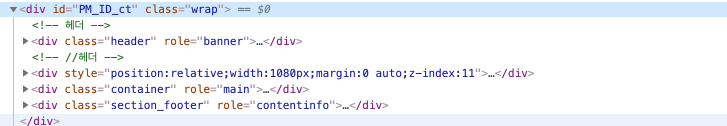 ▼<div id="PM_ID_ct" class="wrap"> == $0
<!-- 헤더 -->
▶<div class="header" role="banner">…</div>
<!-- //헤더 -->
▶<div style="position:relative;width:1080px;margin:0 auto;z-index:11">…</div>
▶<div class="container" role="main">…</div>
▶<div class="section_footer" role="contentinfo">…</div>
</div>